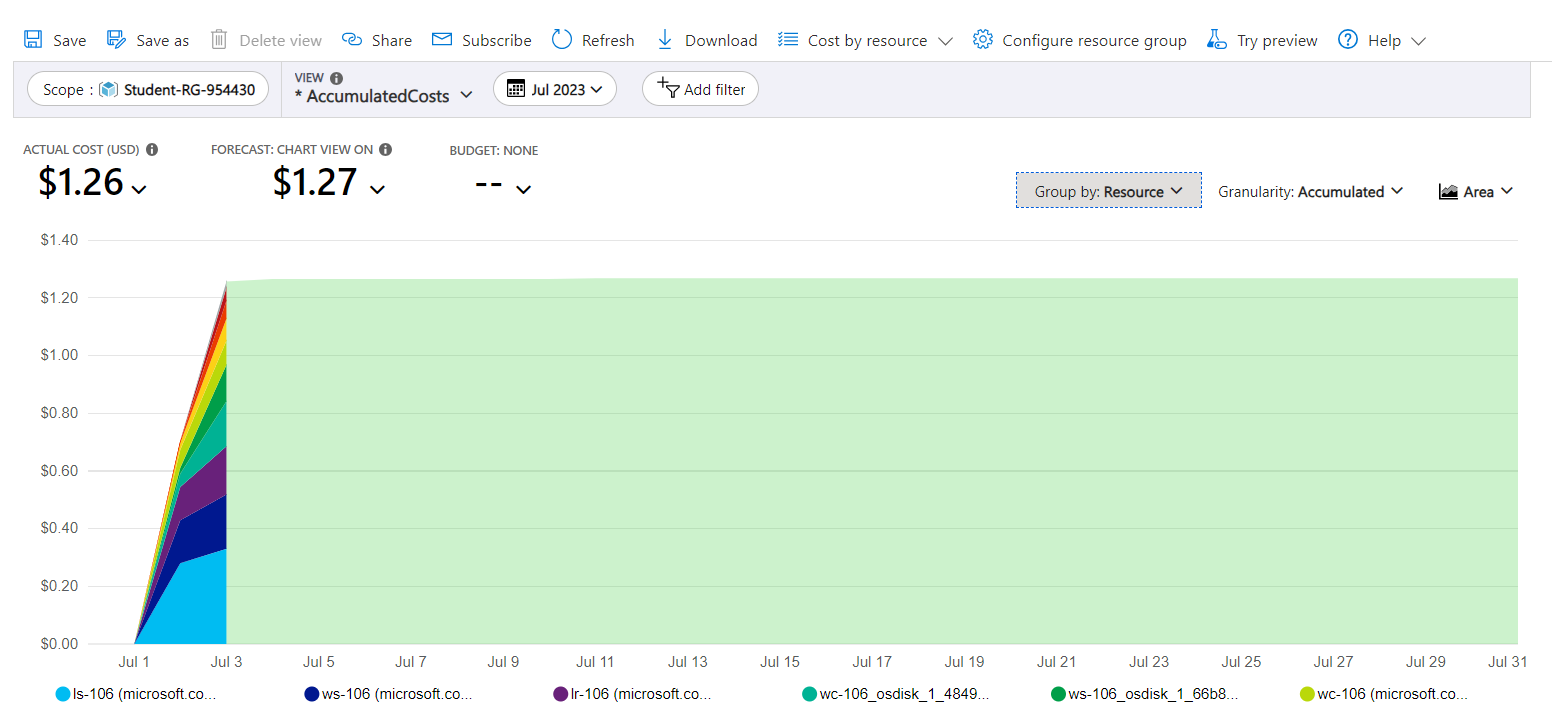 Save Save as Delete view Share Subscribe Refresh Download Cost by resource Configure resource group Try preview Help
Scope : Student-RG-954430
VIEW
* AccumulatedCosts
Jul 2023
Add filter
ACTUAL COST (USD) FORECAST: CHART VIEW ON BUDGET: NONE
$1.26 $1.27 --
Group by: Resource Granularity: Accumulated Area
$1.40
$1.20
$1.00
$0.80
$0.60
$0.40
$0.20
$0.00
Jul 1 Jul 3 Jul 5 Jul 7 Jul 9 Jul 11 Jul 13 Jul 15 Jul 17 Jul 19 Jul 21 Jul 23 Jul 25 Jul 27 Jul 29 Jul 31
ls-106 (microsoft.co... ws-106 (microsoft.co... lr-106 (microsoft.co... wc-106_osdisk_1_4849... ws-106_osdisk_1_66b8... wc-106 (microsoft.co...